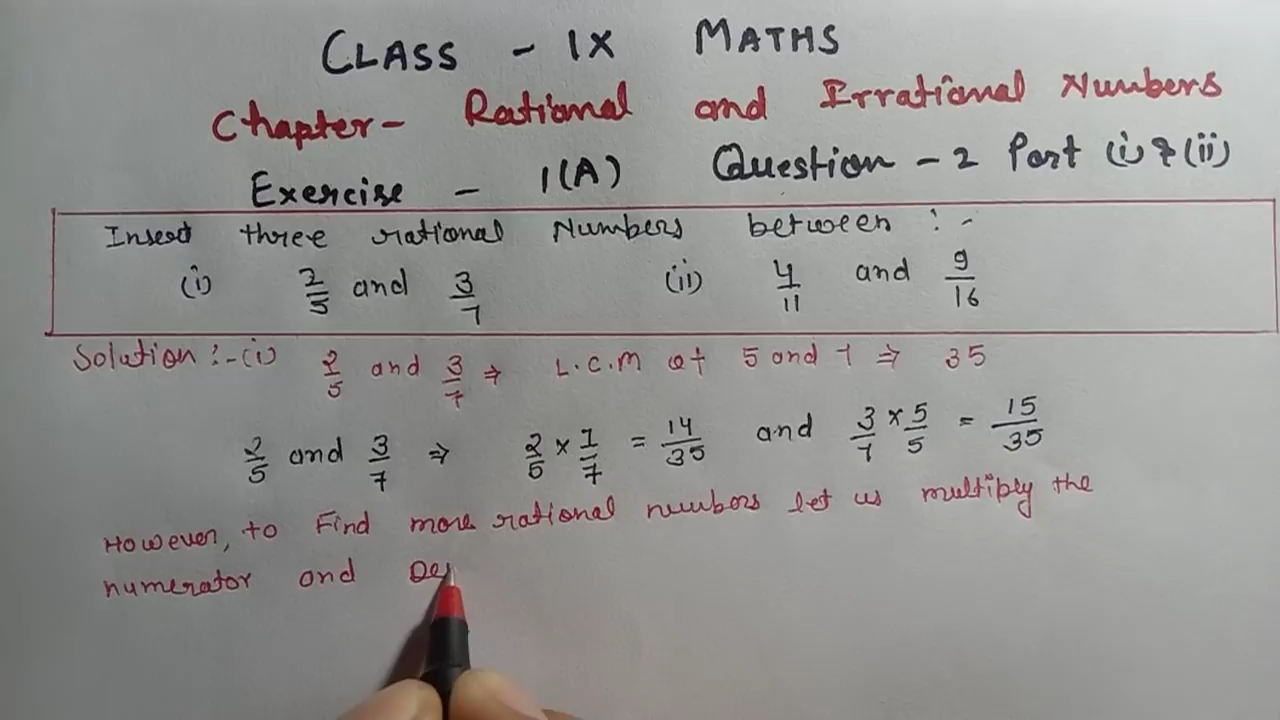 CLASS - IX MATHS
Chapter- Rational and Irrational Numbers
Exercise - 1(A) Question - 2 Part (i) & (ii)
Insert three rational Numbers between :-
(i) 2/5 and 3/7 (ii) 4/11 and 9/16
Solution :- (i) 2/5 and 3/7 ⇒ L.C.M of 5 and 7 ⇒ 35
2/5 and 3/7 ⇒ 2/5 × 7/7 = 14/35 and 3/7 × 5/5 = 15/35
However, to Find more rational numbers let us multiply the
numerator and De